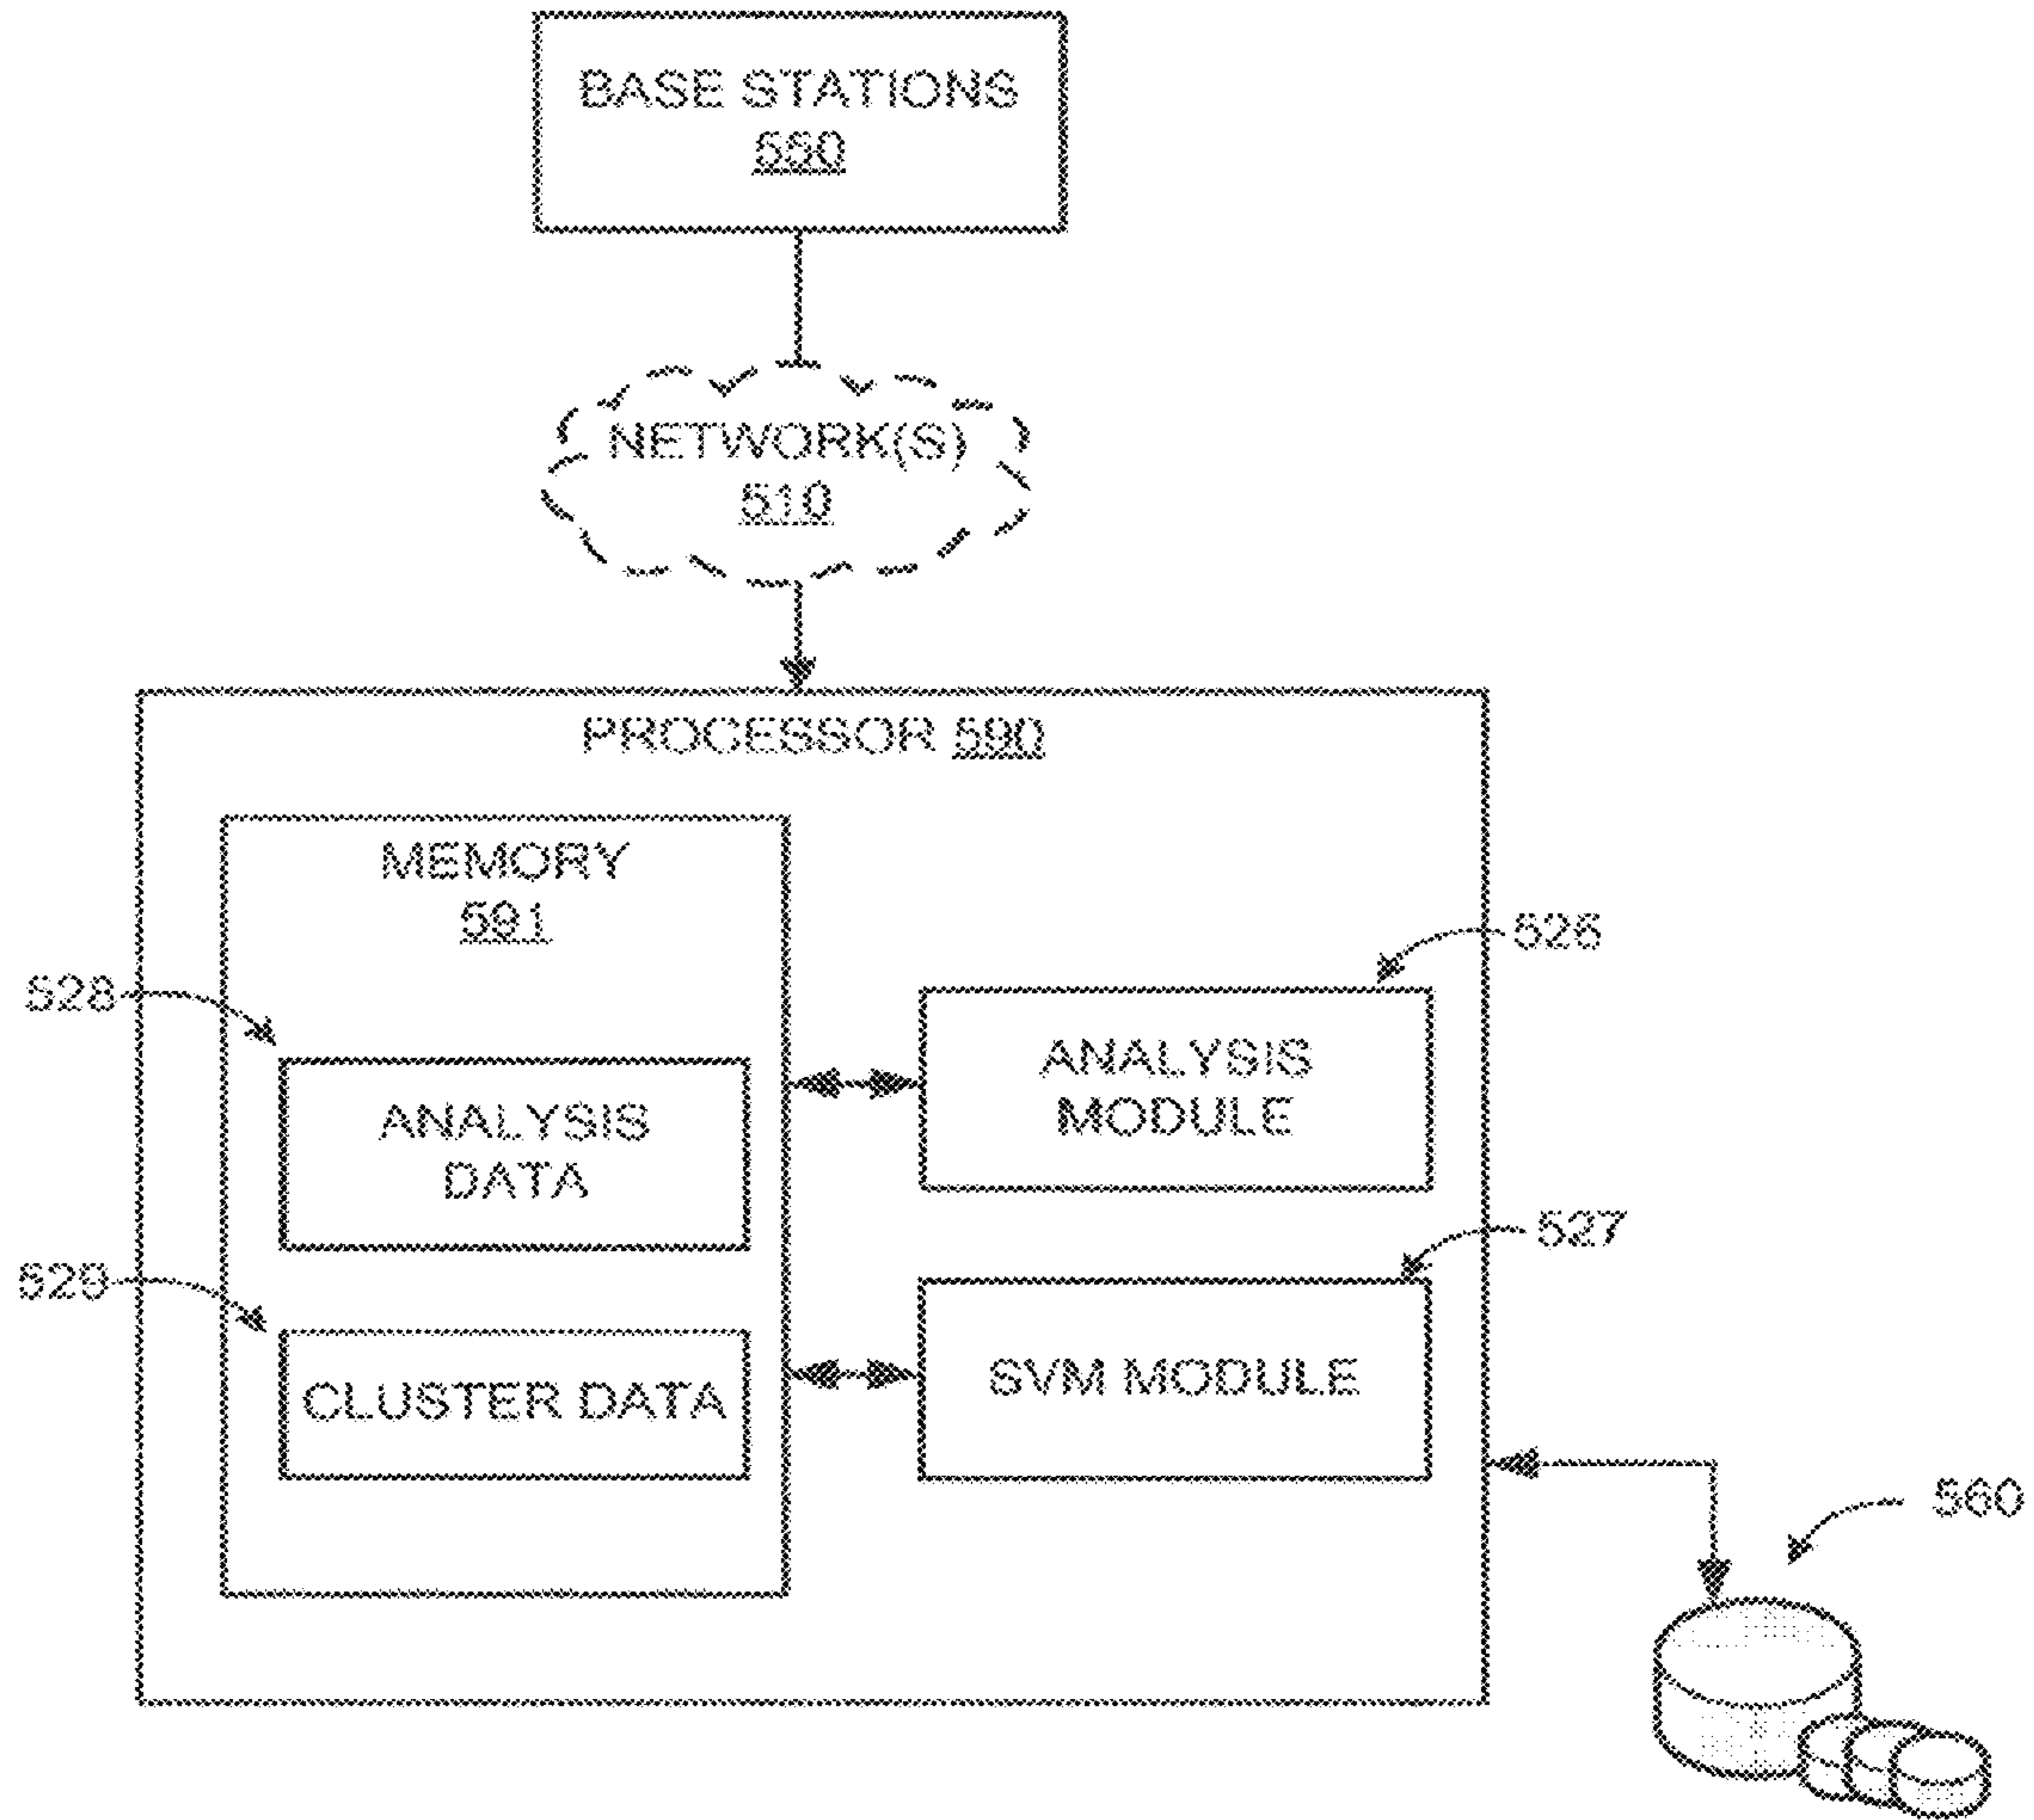 BASE STATIONS
550
NETWORK(S)
510
PROCESSOR 590
MEMORY
591
526
528
ANALYSIS
MODULE
ANALYSIS
DATA
527
529
SVM MODULE
CLUSTER DATA
560